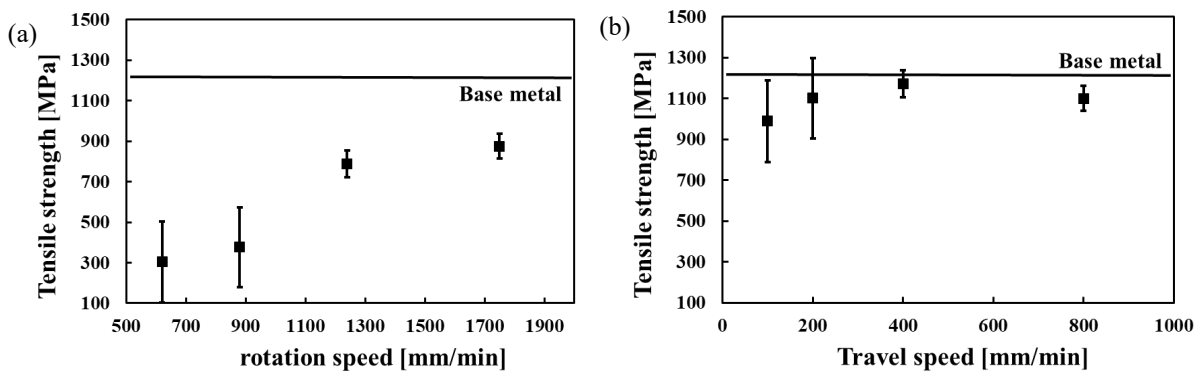 (a)
Tensile strength [MPa]
1500
1300
1100
900
700
500
300
100
Base metal
500 700 900 1100 1300 1500 1700 1900
rotation speed [mm/min]
(b)
Tensile strength [MPa]
1500
1300
1100
900
700
500
300
100
Base metal
0 200 400 600 800 1000
Travel speed [mm/min]